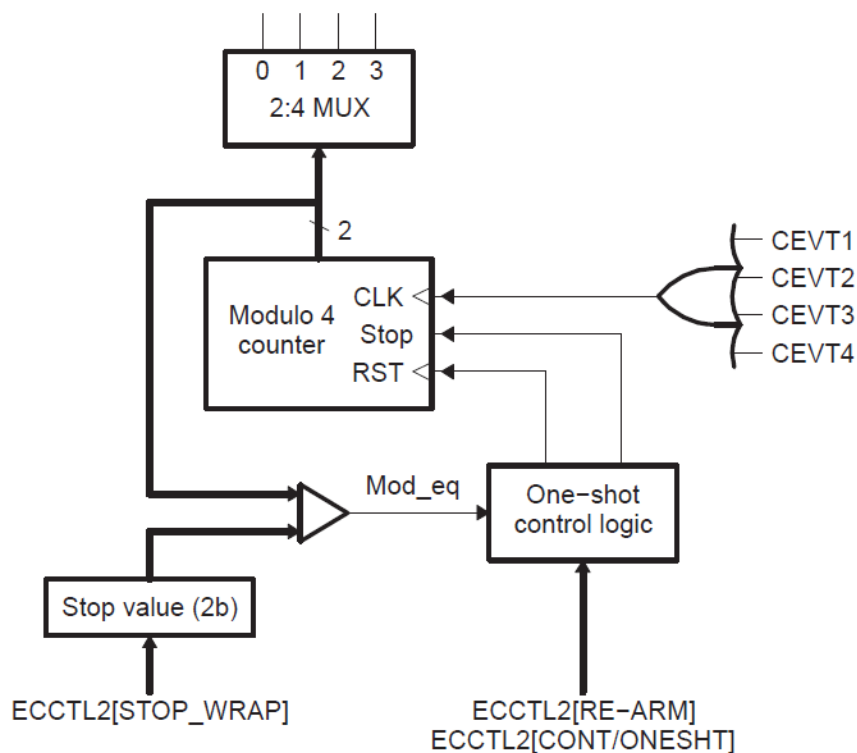 0 1 2 3
2:4 MUX
2
CEVT1
CEVT2
CEVT3
CEVT4
CLK
Modulo 4
counter
Stop
RST
Mod_eq
One−shot
control logic
Stop value (2b)
ECCTL2[STOP_WRAP]
ECCTL2[RE−ARM]
ECCTL2[CONT/ONESHT]